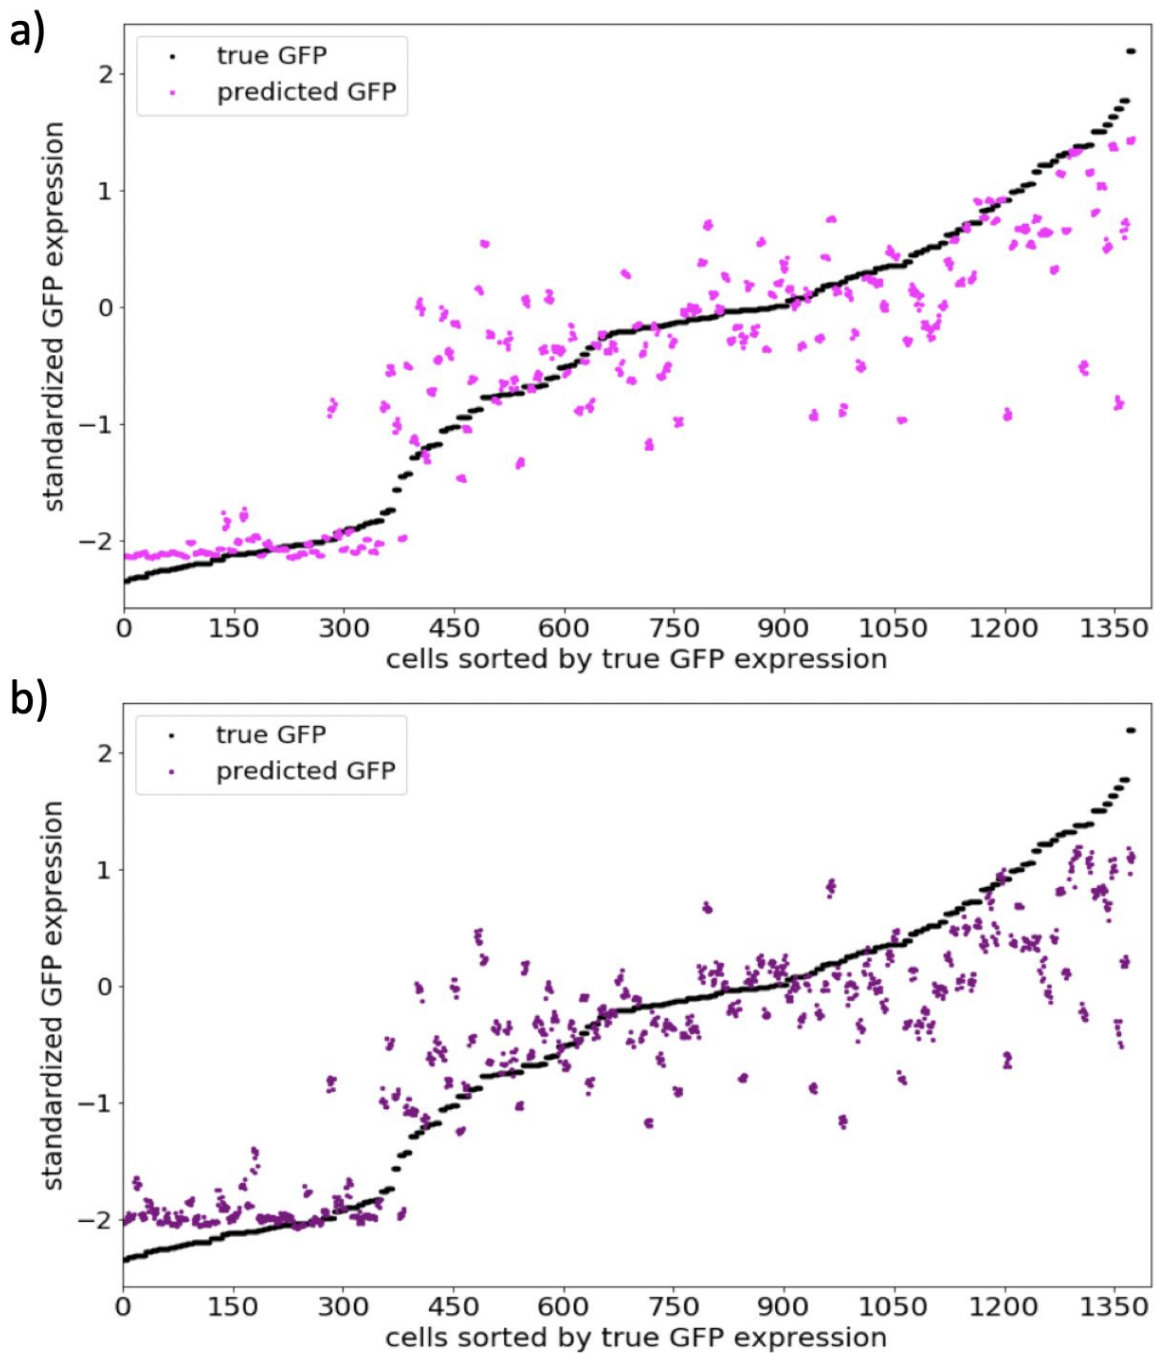 a)
true GFP
predicted GFP
standardized GFP expression
2
1
0
−1
−2
0 150 300 450 600 750 900 1050 1200 1350
cells sorted by true GFP expression
b)
true GFP
predicted GFP
standardized GFP expression
2
1
0
−1
−2
0 150 300 450 600 750 900 1050 1200 1350
cells sorted by true GFP expression